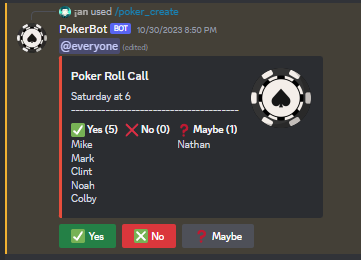 ian used /poker_create
PokerBot BOT 10/30/2023 8:50 PM
@everyone (edited)
Poker Roll Call
Saturday at 6
----------------------------------------
✅ Yes (5) ❌ No (0) ❓ Maybe (1)
Mike Nathan
Mark
Clint
Noah
Colby
✅ Yes ❎ No ❓ Maybe